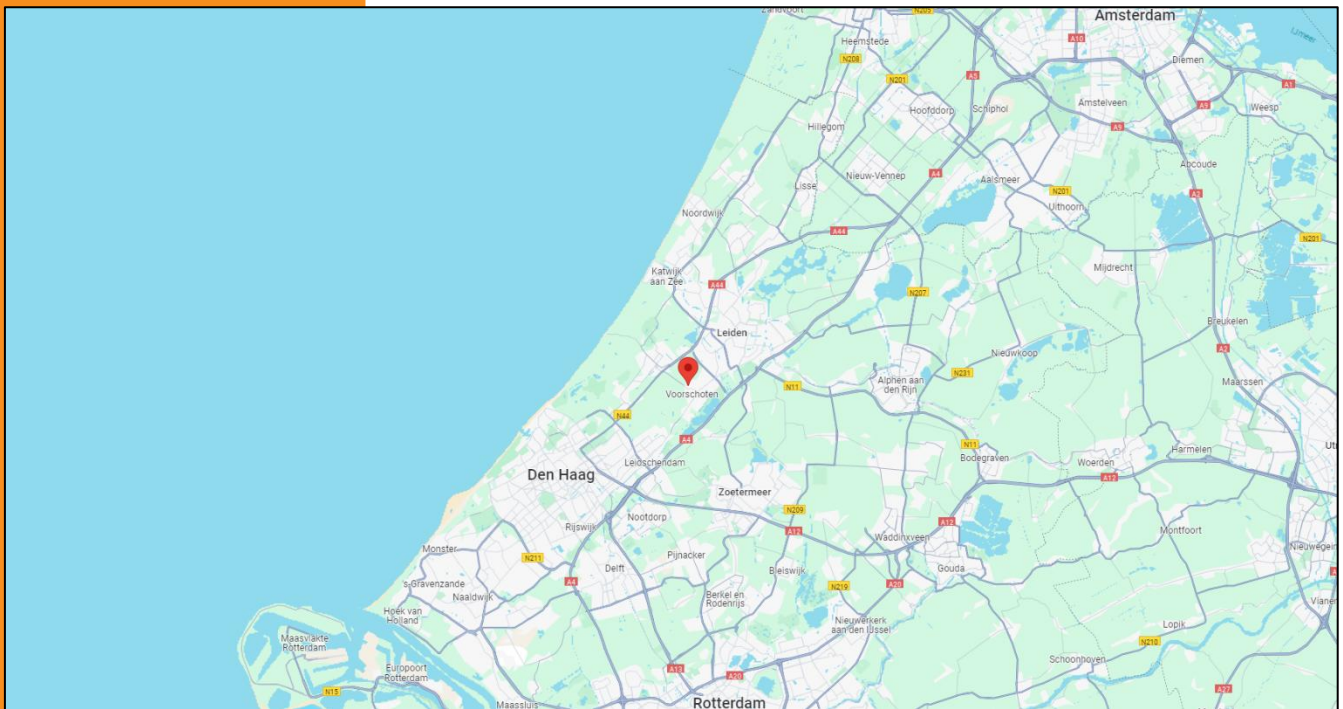 Zandvoort
N205
Amsterdam
Heemstede
A10
IJmeer
N208
Diemen
N201
A5
A1
Hoofddorp
Schiphol
Amstelveen
A9
Weesp
Hillegom
A9
Abcoude
Nieuw-Vennep
A4
Aalsmeer
Lisse
N201
A2
Uithoorn
Noordwijk
A44
N201
Katwijk
aan Zee
Mijdrecht
A44
N207
Breukelen
Leiden
A2
Nieuwkoop
Maarssen
Alphen aan
den Rijn
N231
N11
Voorschoten
N44
A4
N11
Harmelen
Leidschendam
Bodegraven
Woerden
Den Haag
A12
Zoetermeer
N209
Nootdorp
Rijswijk
A12
A12
Montfoort
Waddinxveen
Monster
N211
Pijnacker
Nieuwegein
Delft
Bleiswijk
Gouda
's-Gravenzande
A4
A20
N219
Naaldwijk
Berkel en
Rodenrijs
Hoek van
Holland
Nieuwerkerk
aan den IJssel
Lopik
Maasvlakte
Rotterdam
N210
Europoort
Rotterdam
Schoonhoven
A13
A20
N15
A27
Maassluis
Rotterdam